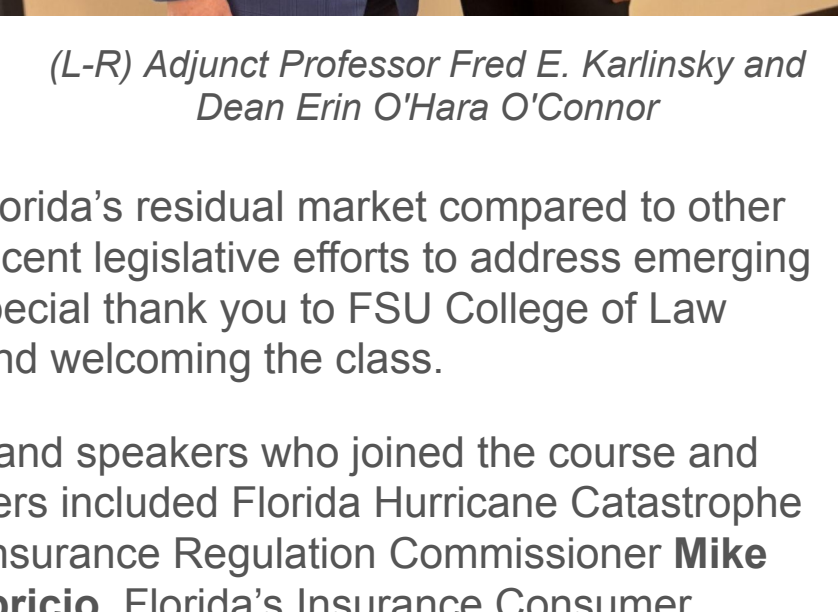 (L-R) Adjunct Professor Fred E. Karlinsky and
Dean Erin O'Hara O'Connor
orida’s residual market compared to other
cent legislative efforts to address emerging
pecial thank you to FSU College of Law
nd welcoming the class.
and speakers who joined the course and
ers included Florida Hurricane Catastrophe
nsurance Regulation Commissioner Mike
oricio, Florida’s Insurance Consumer